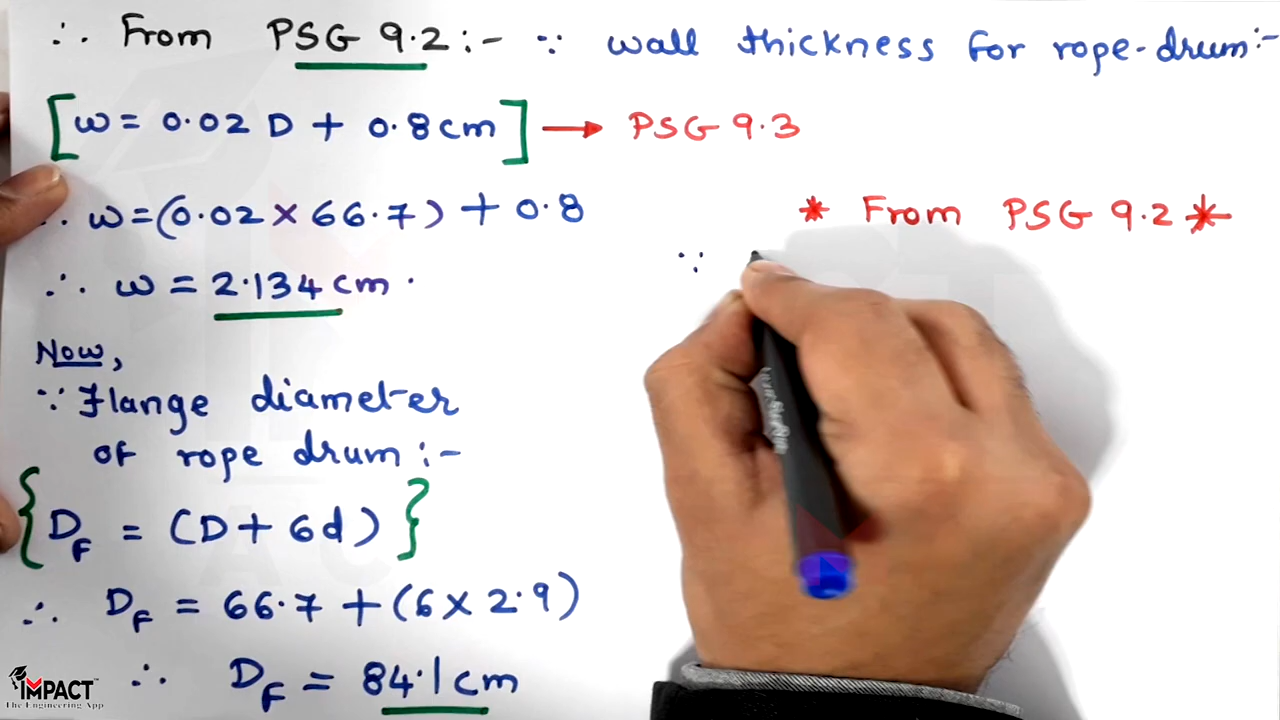 ∴ From PSG 9.2:- ∵ wall thickness for rope-drum:-
[w = 0.02 D + 0.8 cm] → PSG 9.3
∴ w = (0.02 × 66.7) + 0.8
∴ w = 2.134 cm.
Now,
∵ Flange diameter
of rope drum:-
{D_F = (D + 6d)}
∴ D_F = 66.7 + (6 × 2.9)
∴ D_F = 84.1 cm
* From PSG 9.2 *
∵
IMPACT
The Engineering App